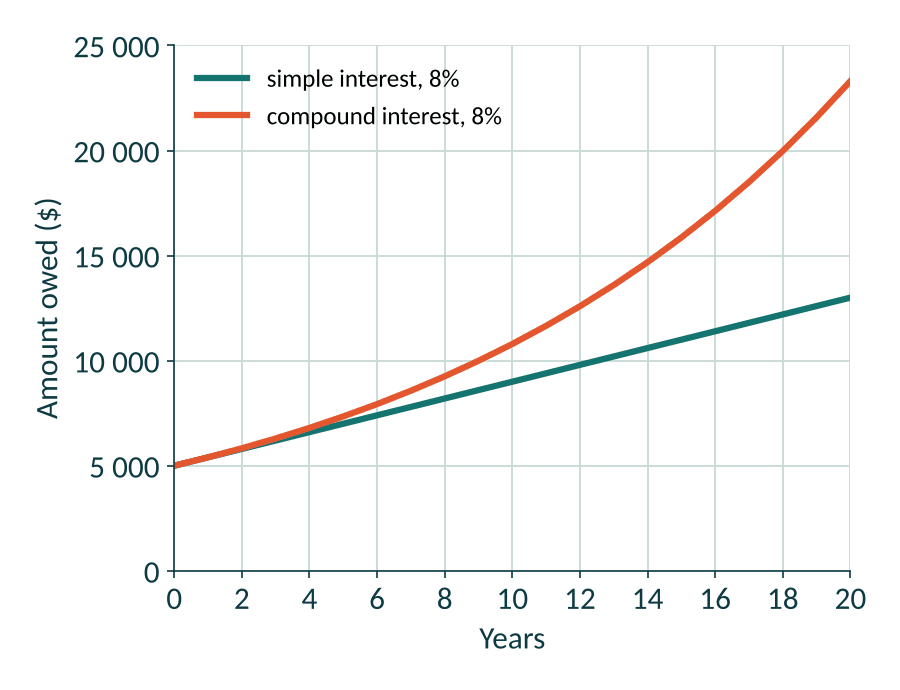 25 000
20 000
15 000
10 000
5 000
0
Amount owed ($)
simple interest, 8%
compound interest, 8%
0 2 4 6 8 10 12 14 16 18 20
Years